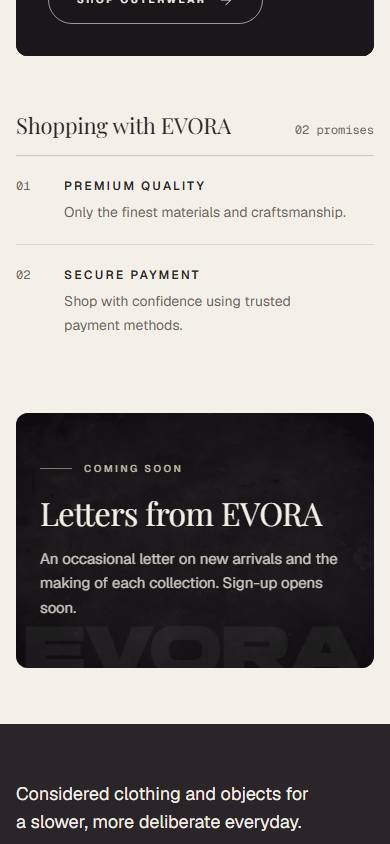 SHOP OUTERWEAR →
Shopping with EVORA
02 promises
01
PREMIUM QUALITY
Only the finest materials and craftsmanship.
02
SECURE PAYMENT
Shop with confidence using trusted
payment methods.
COMING SOON
Letters from EVORA
An occasional letter on new arrivals and the
making of each collection. Sign-up opens
soon.
EVORA
Considered clothing and objects for
a slower, more deliberate everyday.